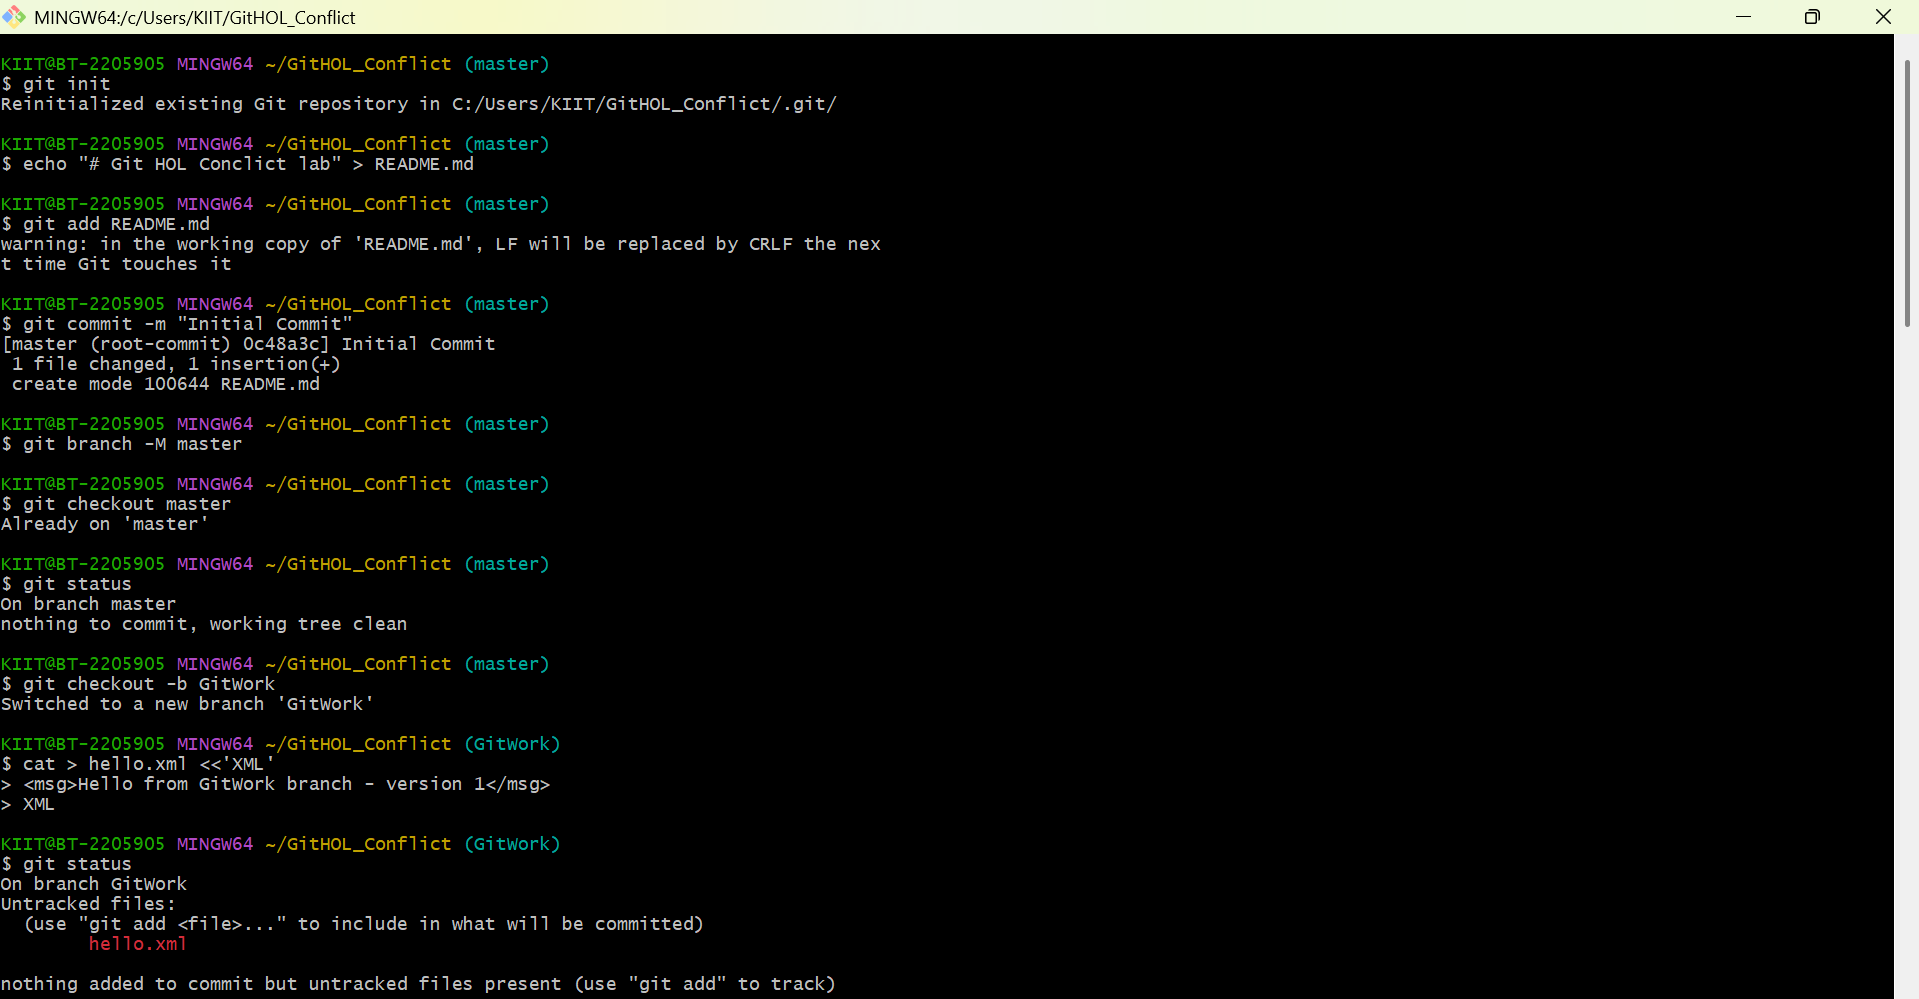 MINGW64:/c/Users/KIIT/GitHOL_Conflict
KIIT@BT-2205905 MINGW64 ~/GitHOL_Conflict (master)
$ git init
Reinitialized existing Git repository in C:/Users/KIIT/GitHOL_Conflict/.git/
KIIT@BT-2205905 MINGW64 ~/GitHOL_Conflict (master)
$ echo "# Git HOL Conclict lab" > README.md
KIIT@BT-2205905 MINGW64 ~/GitHOL_Conflict (master)
$ git add README.md
warning: in the working copy of 'README.md', LF will be replaced by CRLF the nex
t time Git touches it
KIIT@BT-2205905 MINGW64 ~/GitHOL_Conflict (master)
$ git commit -m "Initial Commit"
[master (root-commit) 0c48a3c] Initial Commit
 1 file changed, 1 insertion(+)
 create mode 100644 README.md
KIIT@BT-2205905 MINGW64 ~/GitHOL_Conflict (master)
$ git branch -M master
KIIT@BT-2205905 MINGW64 ~/GitHOL_Conflict (master)
$ git checkout master
Already on 'master'
KIIT@BT-2205905 MINGW64 ~/GitHOL_Conflict (master)
$ git status
On branch master
nothing to commit, working tree clean
KIIT@BT-2205905 MINGW64 ~/GitHOL_Conflict (master)
$ git checkout -b GitWork
Switched to a new branch 'GitWork'
KIIT@BT-2205905 MINGW64 ~/GitHOL_Conflict (GitWork)
$ cat > hello.xml <<'XML'
> <msg>Hello from GitWork branch - version 1</msg>
> XML
KIIT@BT-2205905 MINGW64 ~/GitHOL_Conflict (GitWork)
$ git status
On branch GitWork
Untracked files:
  (use "git add <file>..." to include in what will be committed)
        hello.xml
nothing added to commit but untracked files present (use "git add" to track)